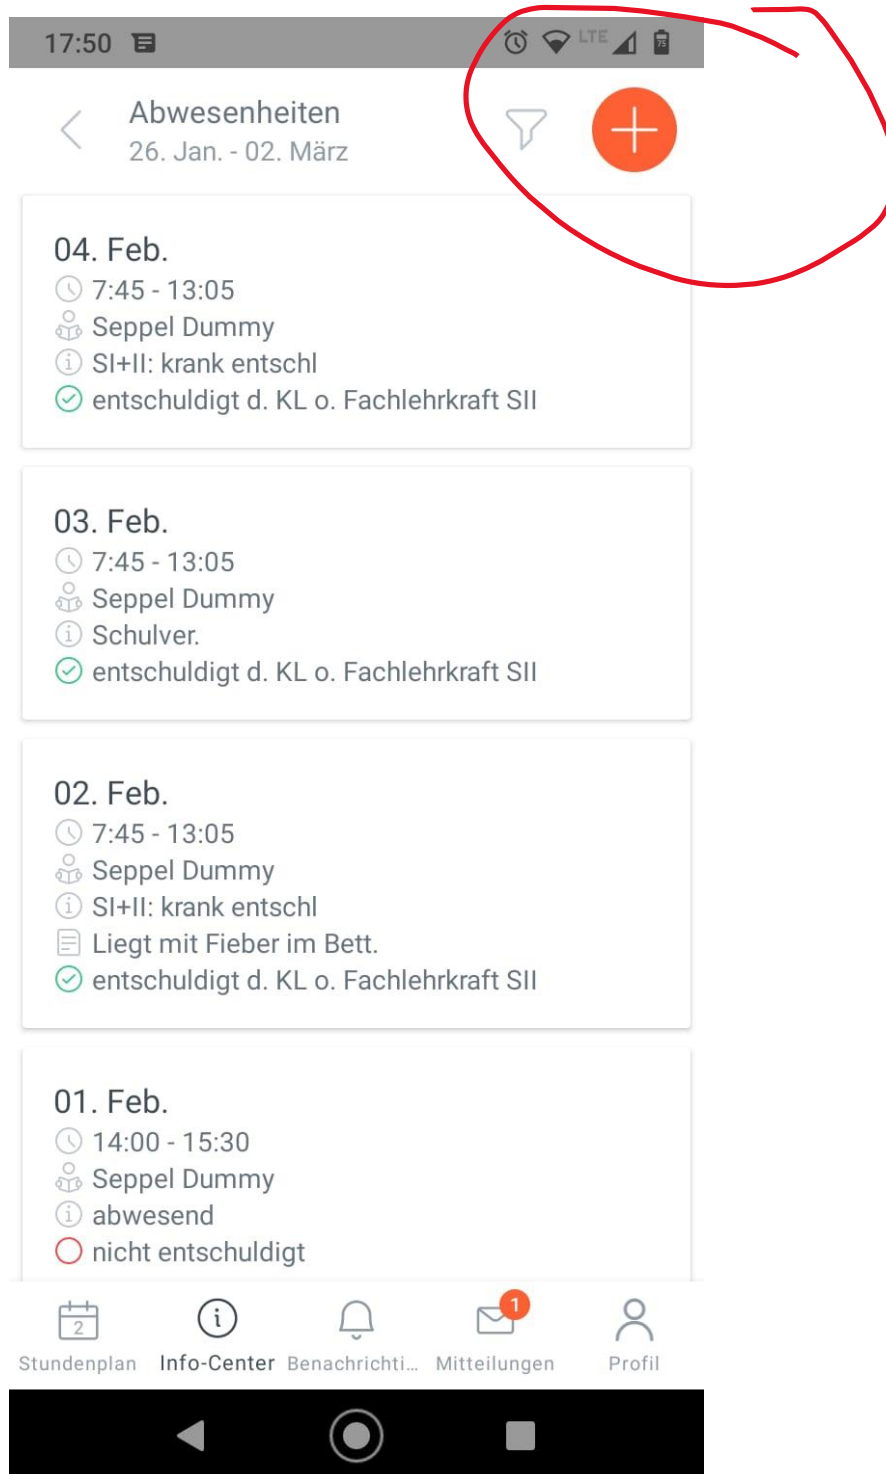 17:50
LTE
75
Abwesenheiten
26. Jan. - 02. März
04. Feb.
7:45 - 13:05
Seppel Dummy
SI+II: krank entschl
entschuldigt d. KL o. Fachlehrkraft SII
03. Feb.
7:45 - 13:05
Seppel Dummy
Schulver.
entschuldigt d. KL o. Fachlehrkraft SII
02. Feb.
7:45 - 13:05
Seppel Dummy
SI+II: krank entschl
Liegt mit Fieber im Bett.
entschuldigt d. KL o. Fachlehrkraft SII
01. Feb.
14:00 - 15:30
Seppel Dummy
abwesend
nicht entschuldigt
2
1
Stundenplan Info-Center Benachrichti... Mitteilungen Profil